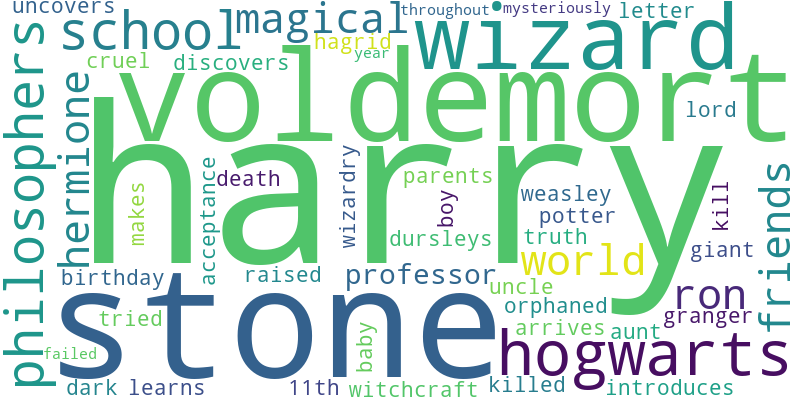 uncovers
school
magical
throughout
mysteriously
letter
wizard
hagrid
year
cruel
discovers
philosophers
hermione
voldemort
lord
harry
makes
acceptance
death
wizardry
parents
boy
weasley
potter
kill
friends
dursleys
truth
giant
world
birthday
raised
professor
uncle
orphaned
ron
granger
stone
tried
arrives
aunt
hogwarts
failed
baby
dark
learns
11th
witchcraft
killed
introduces